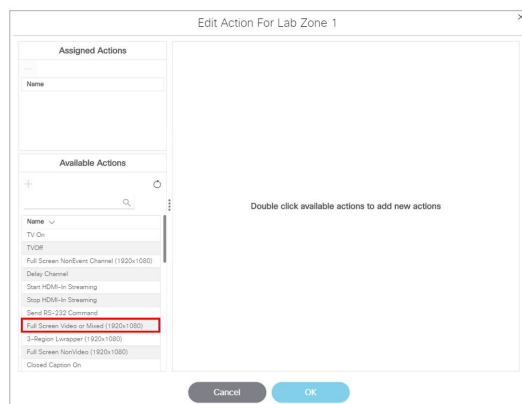 Edit Action For Lab Zone 1
Assigned Actions
Name
Available Actions
Name
TV On
TVOff
Full Screen NonEvent Channel (1920x1080)
Delay Channel
Start HDMI-In Streaming
Stop HDMI-In Streaming
Send RS-232 Command
Full Screen Video or Mixed (1920x1080)
3-Region Lwrapper (1920x1080)
Full Screen NonVideo (1920x1080)
Closed Caption On
Double click available actions to add new actions
Cancel
OK